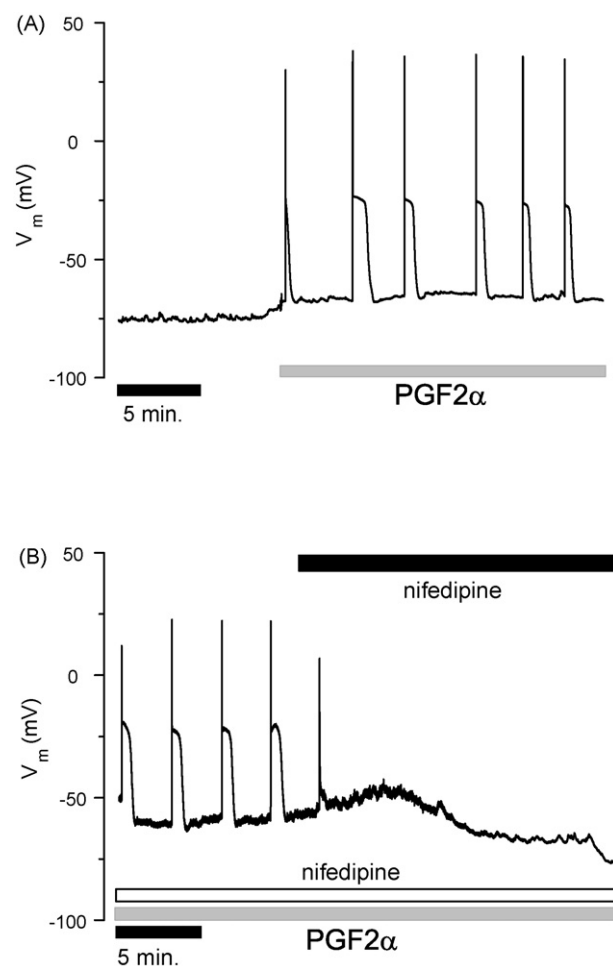 (A)
50
0
-50
-100
Vm (mV)
PGF2α
5 min.
(B)
50
nifedipine
0
Vm (mV)
-50
nifedipine
-100
PGF2α
5 min.